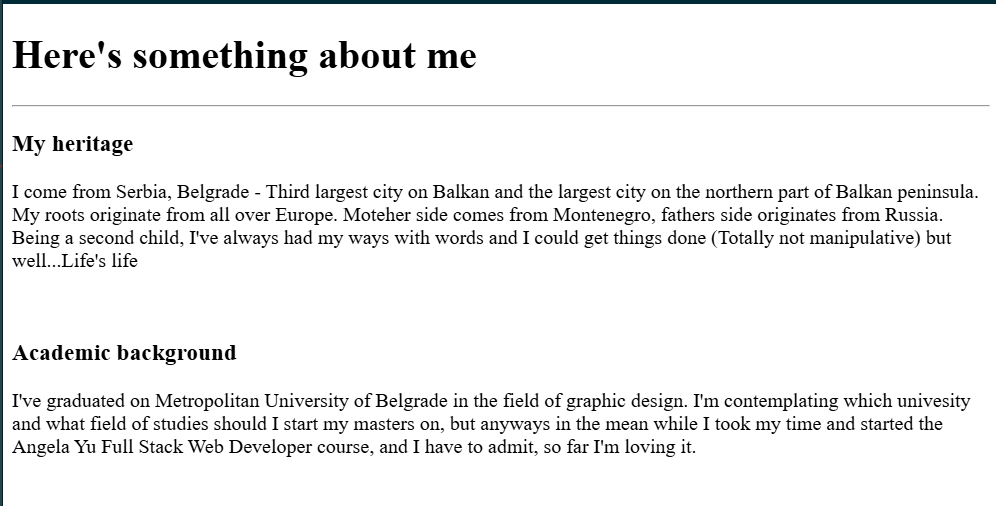 Here's something about me
My heritage
I come from Serbia, Belgrade - Third largest city on Balkan and the largest city on the northern part of Balkan peninsula.
My roots originate from all over Europe. Moteher side comes from Montenegro, fathers side originates from Russia.
Being a second child, I've always had my ways with words and I could get things done (Totally not manipulative) but
well...Life's life
Academic background
I've graduated on Metropolitan University of Belgrade in the field of graphic design. I'm contemplating which univesity
and what field of studies should I start my masters on, but anyways in the mean while I took my time and started the
Angela Yu Full Stack Web Developer course, and I have to admit, so far I'm loving it.